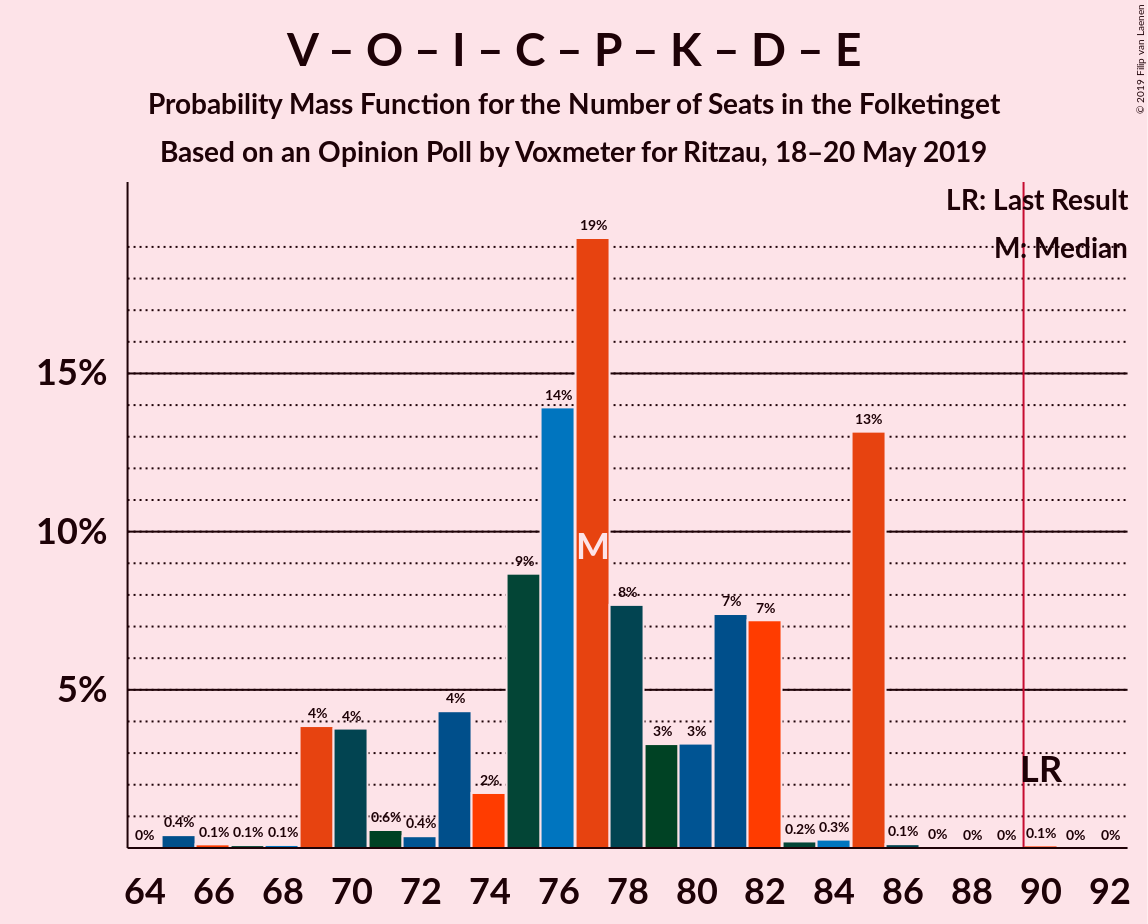 V – O – I – C – P – K – D – E
Probability Mass Function for the Number of Seats in the Folketinget
Based on an Opinion Poll by Voxmeter for Ritzau, 18–20 May 2019
© 2019 Filip van Laenen
LR: Last Result
M: Median
15%
10%
5%
0% 0.4% 0.1% 0.1% 0.1% 4% 4% 0.6% 0.4% 4% 2% 9% 14% 19% 8% 3% 3% 7% 7% 0.2% 0.3% 13% 0.1% 0% 0% 0% 0.1% 0% 0%
M
LR
64 66 68 70 72 74 76 78 80 82 84 86 88 90 92